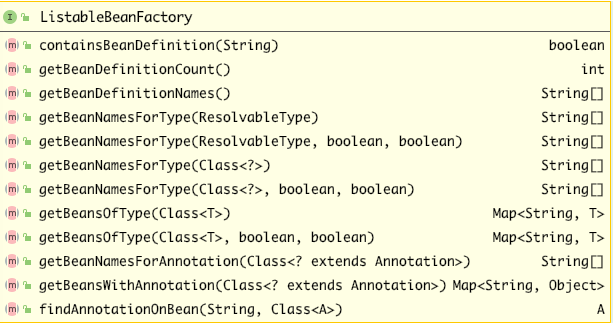 I ListableBeanFactory
m containsBeanDefinition(String) boolean
m getBeanDefinitionCount() int
m getBeanDefinitionNames() String[]
m getBeanNamesForType(ResolvableType) String[]
m getBeanNamesForType(ResolvableType, boolean, boolean) String[]
m getBeanNamesForType(Class<?>) String[]
m getBeanNamesForType(Class<?>, boolean, boolean) String[]
m getBeansOfType(Class<T>) Map<String, T>
m getBeansOfType(Class<T>, boolean, boolean) Map<String, T>
m getBeanNamesForAnnotation(Class<? extends Annotation>) String[]
m getBeansWithAnnotation(Class<? extends Annotation>) Map<String, Object>
m findAnnotationOnBean(String, Class<A>) A